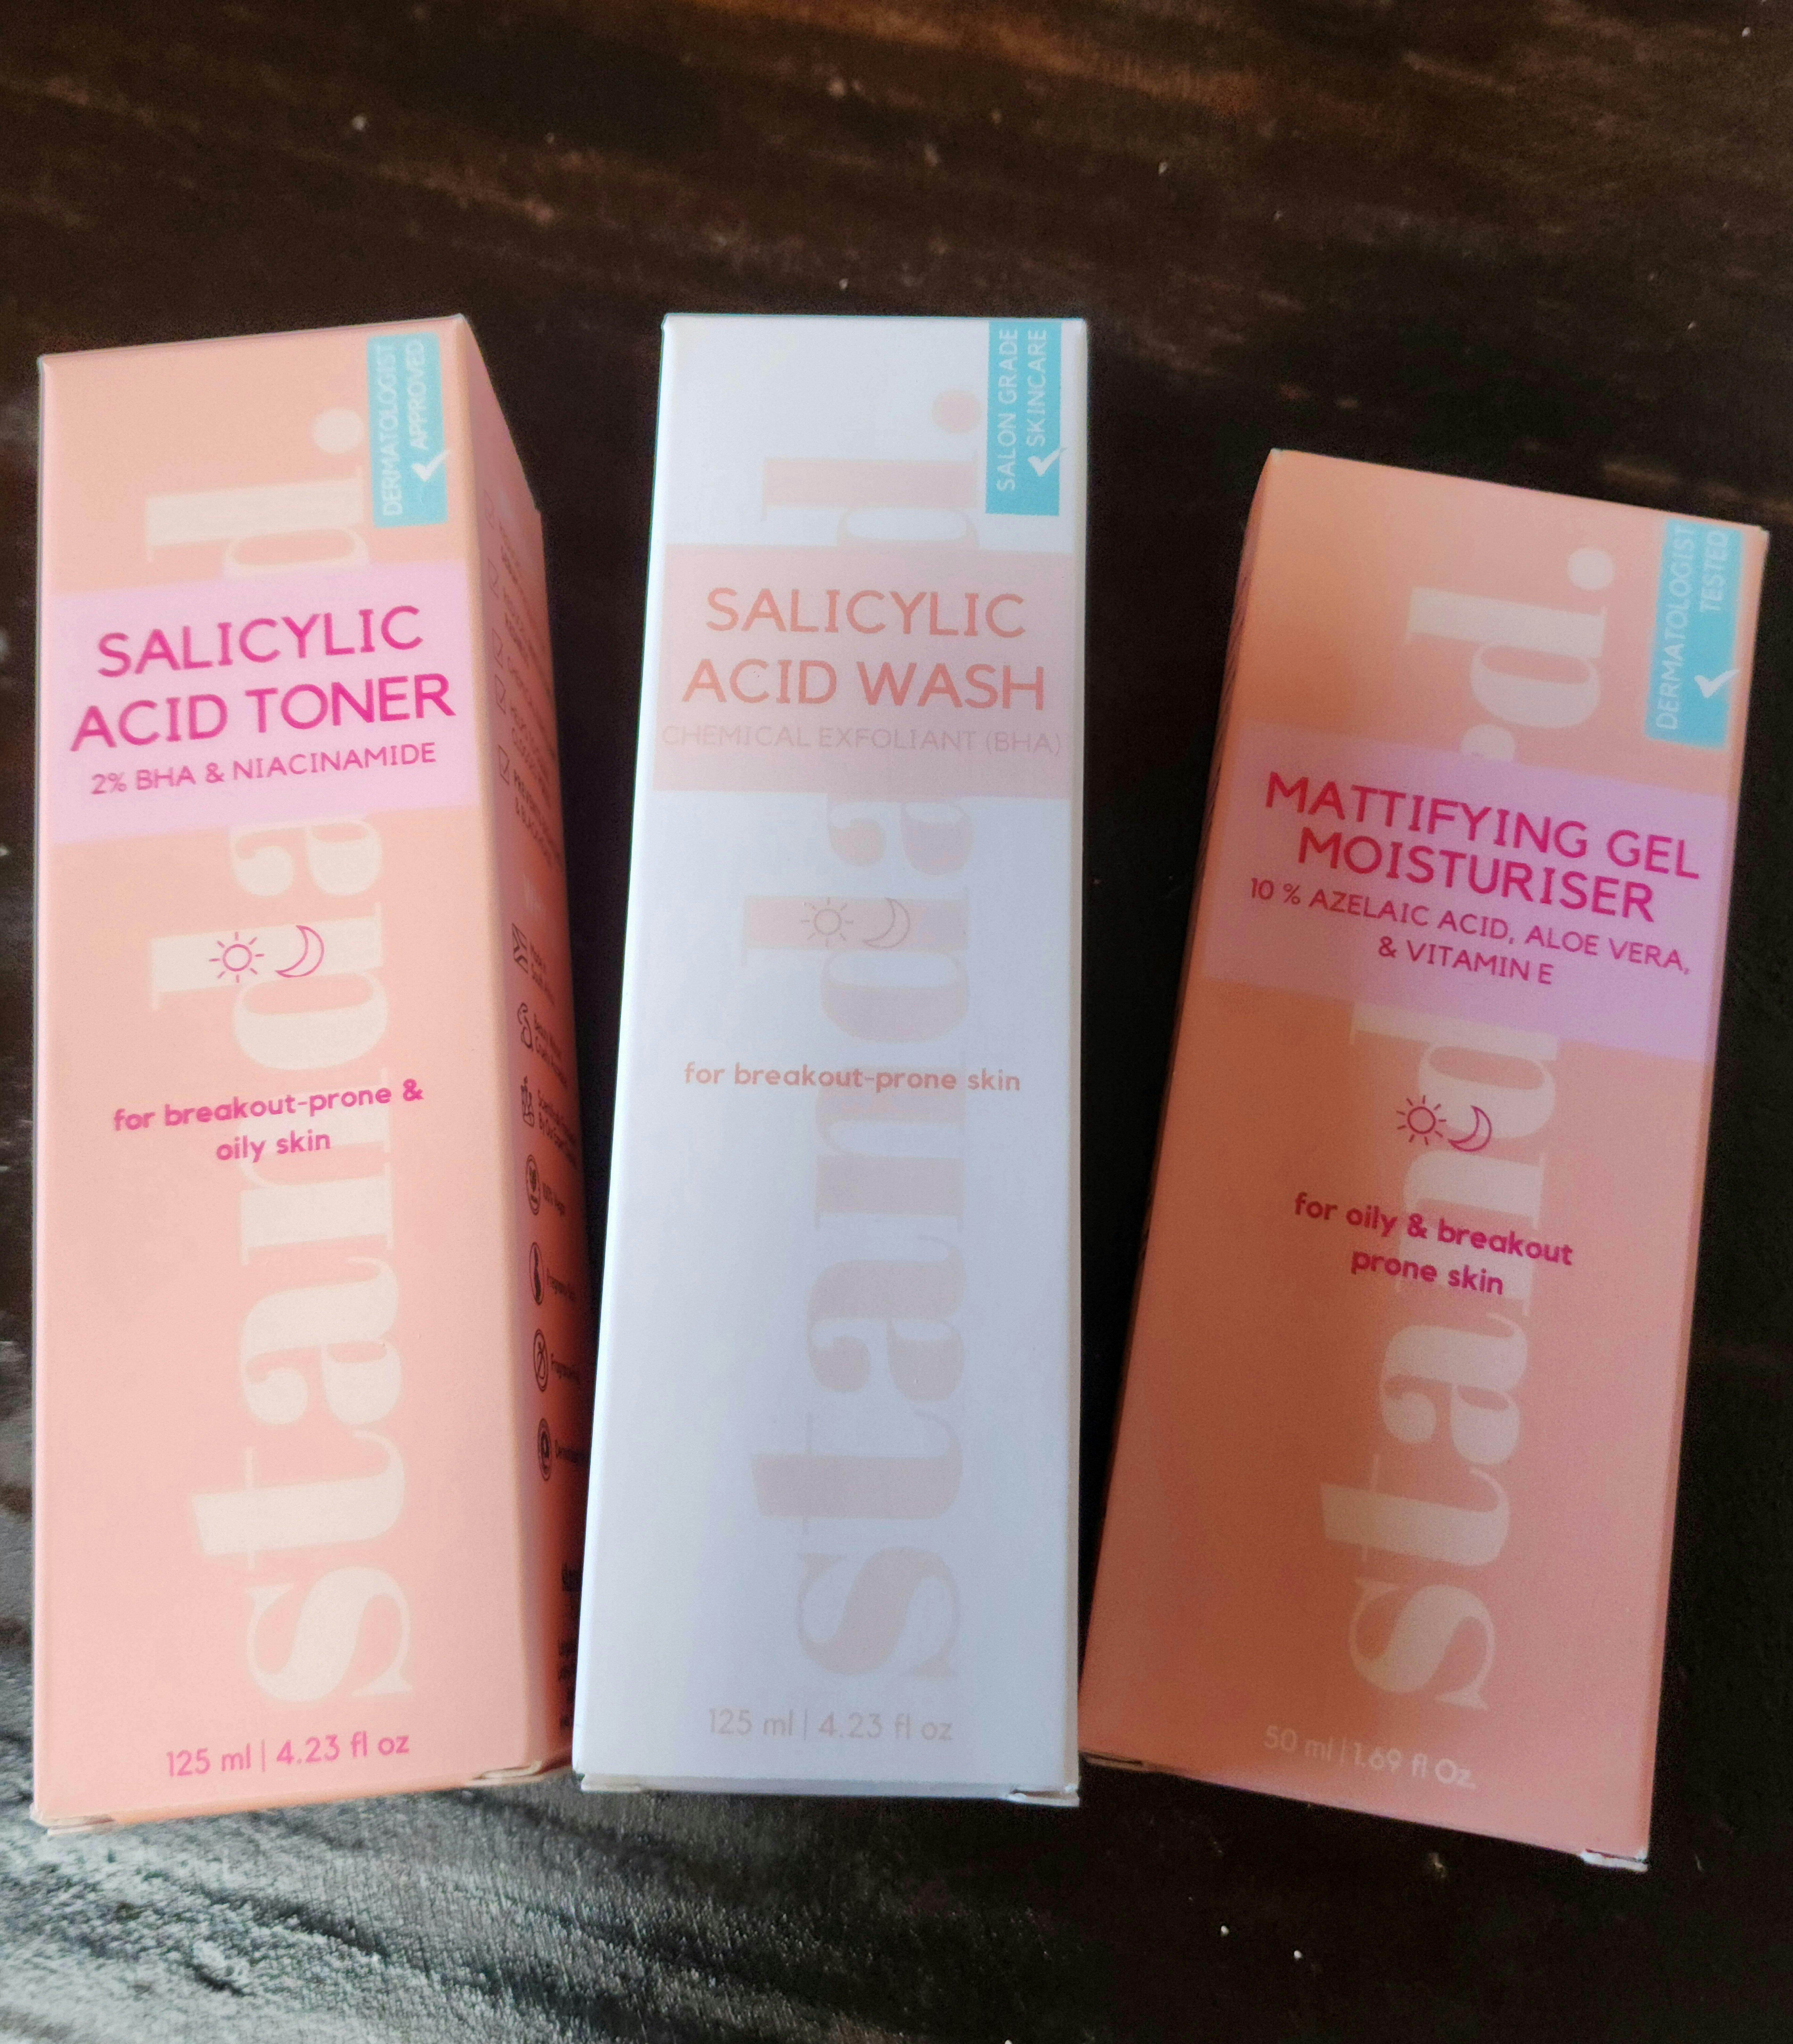 DERMATOLOGIST
APPROVED
standard.
SALICYLIC
ACID TONER
2% BHA & NIACINAMIDE
for breakout-prone &
oily skin
125 ml | 4.23 fl oz
SALON GRADE
SKINCARE
standard.
SALICYLIC
ACID WASH
CHEMICAL EXFOLIANT (BHA)
for breakout-prone skin
125 ml | 4.23 fl oz
DERMATOLOGIST
TESTED
standard.
MATTIFYING GEL
MOISTURISER
10 % AZELAIC ACID, ALOE VERA,
& VITAMIN E
for oily & breakout
prone skin
50 ml | 1.69 fl Oz.